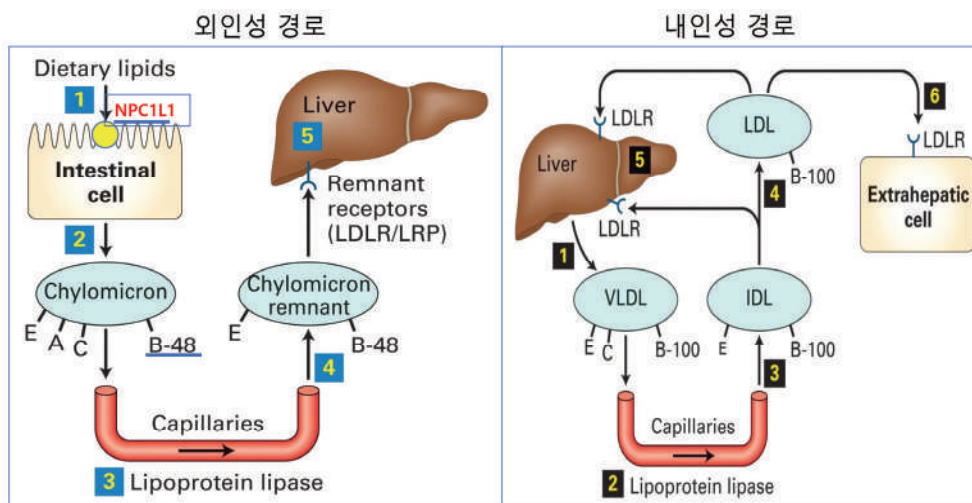 외인성 경로
Dietary lipids
1
NPC1L1
Intestinal
cell
2
Chylomicron
E
A
C
B-48
Capillaries
3 Lipoprotein lipase
4
Chylomicron
remnant
E
B-48
Remnant
receptors
(LDLR/LRP)
Liver
5
내인성 경로
Liver
5
LDLR
LDLR
1
VLDL
E
C
B-100
Capillaries
2 Lipoprotein lipase
3
IDL
E
B-100
4
LDL
B-100
6
LDLR
Extrahepatic
cell